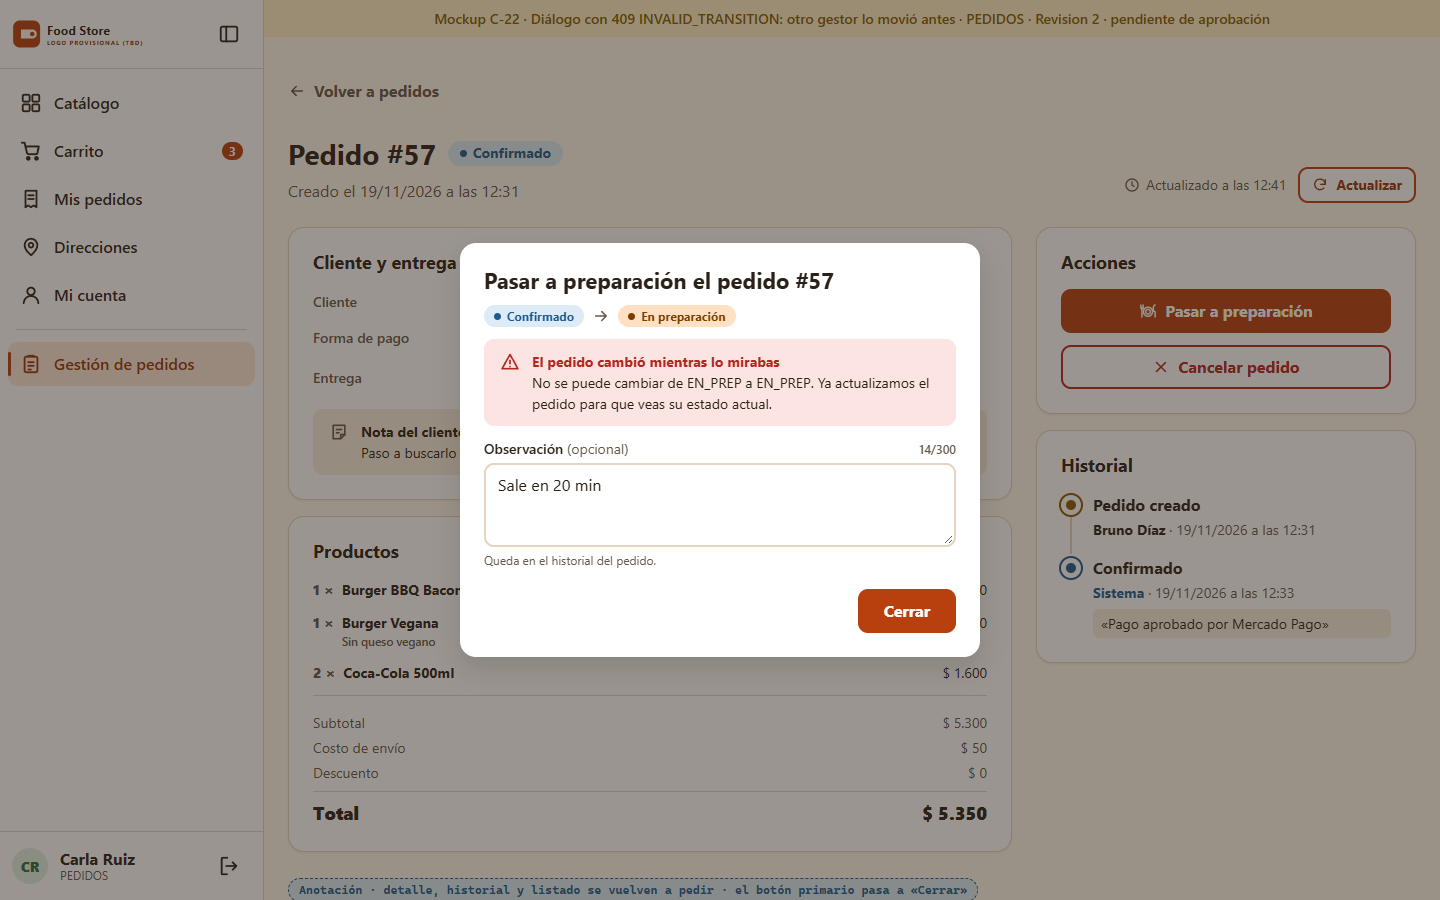 Food Store
LOGO PROVISIONAL (TBD)
Catálogo
Carrito
3
Mis pedidos
Direcciones
Mi cuenta
Gestión de pedidos
Carla Ruiz
PEDIDOS
CR
Mockup C-22 · Diálogo con 409 INVALID_TRANSITION: otro gestor lo movió antes · PEDIDOS · Revision 2 · pendiente de aprobación
Volver a pedidos
Pedido #57
Confirmado
Creado el 19/11/2026 a las 12:31
Actualizado a las 12:41
Actualizar
Cliente y entrega
Cliente
Forma de pago
Entrega
Nota del cliente
Paso a buscarlo
Productos
1 × Burger BBQ Bacon
0
1 × Burger Vegana
0
Sin queso vegano
2 × Coca-Cola 500ml
$ 1.600
Subtotal
$ 5.300
Costo de envío
$ 50
Descuento
$ 0
Total
$ 5.350
Pasar a preparación el pedido #57
Confirmado → En preparación
El pedido cambió mientras lo mirabas
No se puede cambiar de EN_PREP a EN_PREP. Ya actualizamos el
pedido para que veas su estado actual.
Observación (opcional)
14/300
Sale en 20 min
Queda en el historial del pedido.
Cerrar
Acciones
Pasar a preparación
Cancelar pedido
Historial
Pedido creado
Bruno Díaz · 19/11/2026 a las 12:31
Confirmado
Sistema · 19/11/2026 a las 12:33
«Pago aprobado por Mercado Pago»
Anotación · detalle, historial y listado se vuelven a pedir · el botón primario pasa a «Cerrar»